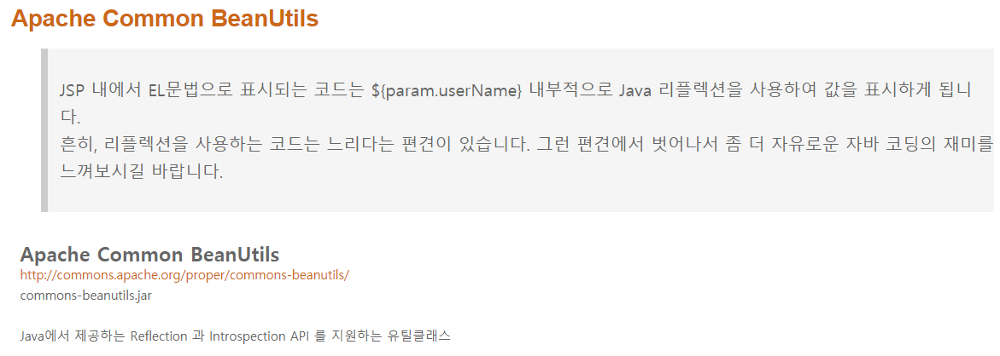 Apache Common BeanUtils
JSP 내에서 EL문법으로 표시되는 코드는 ${param.userName} 내부적으로 Java 리플렉션을 사용하여 값을 표시하게 됩니
다.
흔히, 리플렉션을 사용하는 코드는 느리다는 편견이 있습니다. 그런 편견에서 벗어나서 좀 더 자유로운 자바 코딩의 재미를
느껴보시길 바랍니다.
Apache Common BeanUtils
http://commons.apache.org/proper/commons-beanutils/
commons-beanutils.jar
Java에서 제공하는 Reflection 과 Introspection API 를 지원하는 유틸클래스